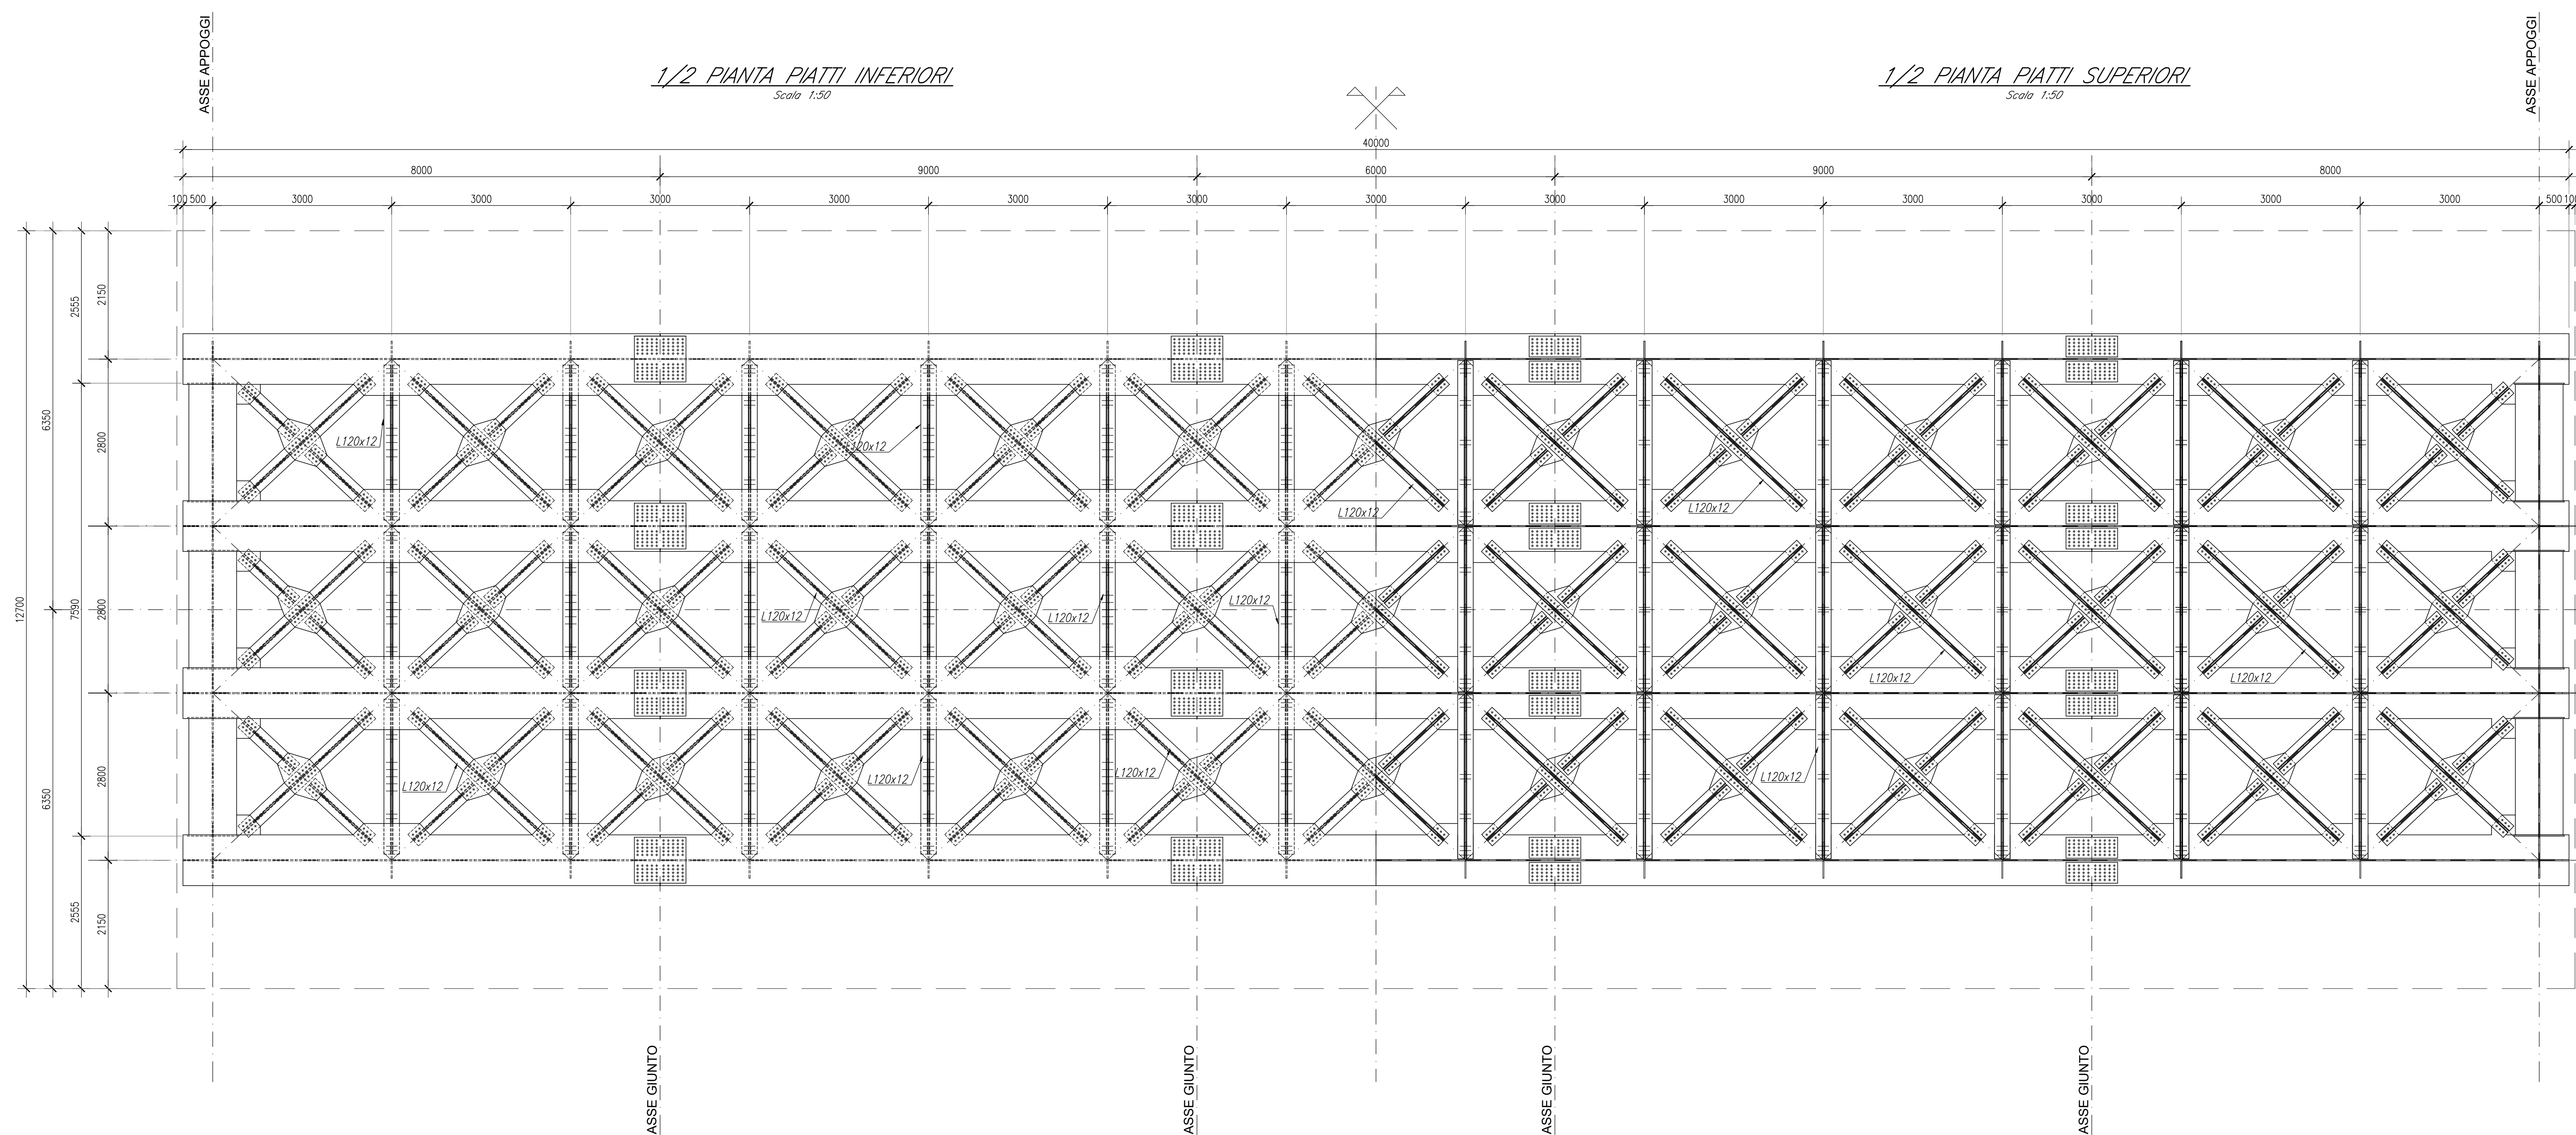 ASSE APPOGGI
1/2 PIANTA PIATTI INFERIORI
Scala 1:50
1/2 PIANTA PIATTI SUPERIORI
Scala 1:50
ASSE APPOGGI
40000
8000 9000 6000 9000 8000
100 500 3000 3000 3000 3000 3000 3000 3000 3000 3000 3000 3000 3000 3000 500 100
12700
6350 6350
2555 7590 2555
2150 2800 2800 2800 2150
L120x12
L120x12
L120x12
L120x12
L120x12
L120x12
L120x12
L120x12
L120x12
L120x12
L120x12
L120x12
L120x12
ASSE GIUNTO
ASSE GIUNTO
ASSE GIUNTO
ASSE GIUNTO